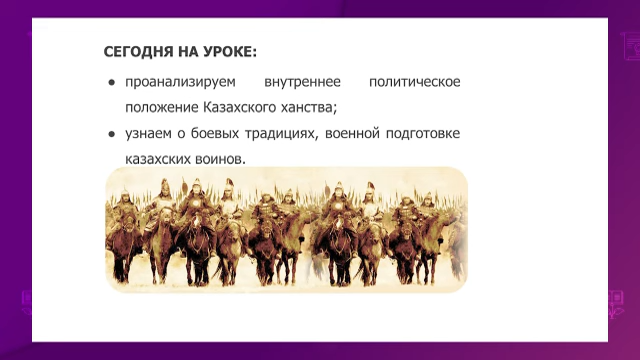 СЕГОДНЯ НА УРОКЕ:
● проанализируем внутреннее политическое
положение Казахского ханства;
● узнаем о боевых традициях, военной подготовке
казахских воинов.